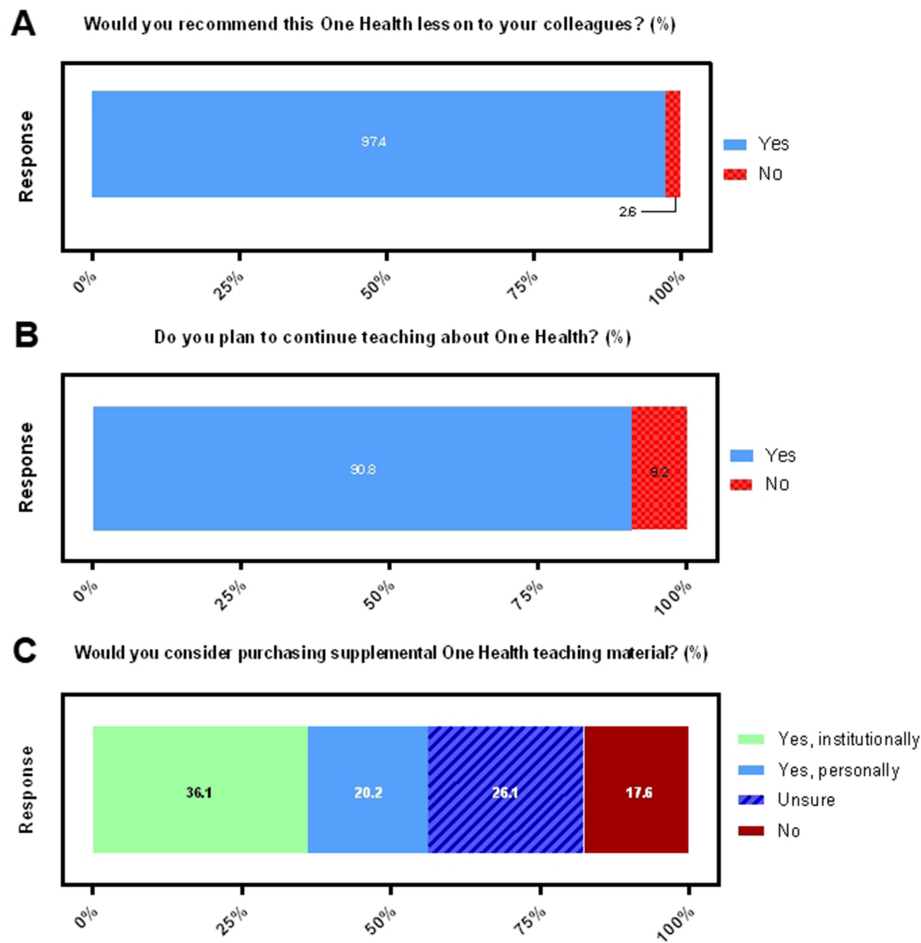 A
Would you recommend this One Health lesson to your colleagues? (%)
Response
97.4
2.6
Yes
No
0%
25%
50%
75%
100%
B
Do you plan to continue teaching about One Health? (%)
Response
90.8
9.2
Yes
No
0%
25%
50%
75%
100%
C
Would you consider purchasing supplemental One Health teaching material? (%)
Response
36.1
20.2
26.1
17.6
Yes, institutionally
Yes, personally
Unsure
No
0%
25%
50%
75%
100%